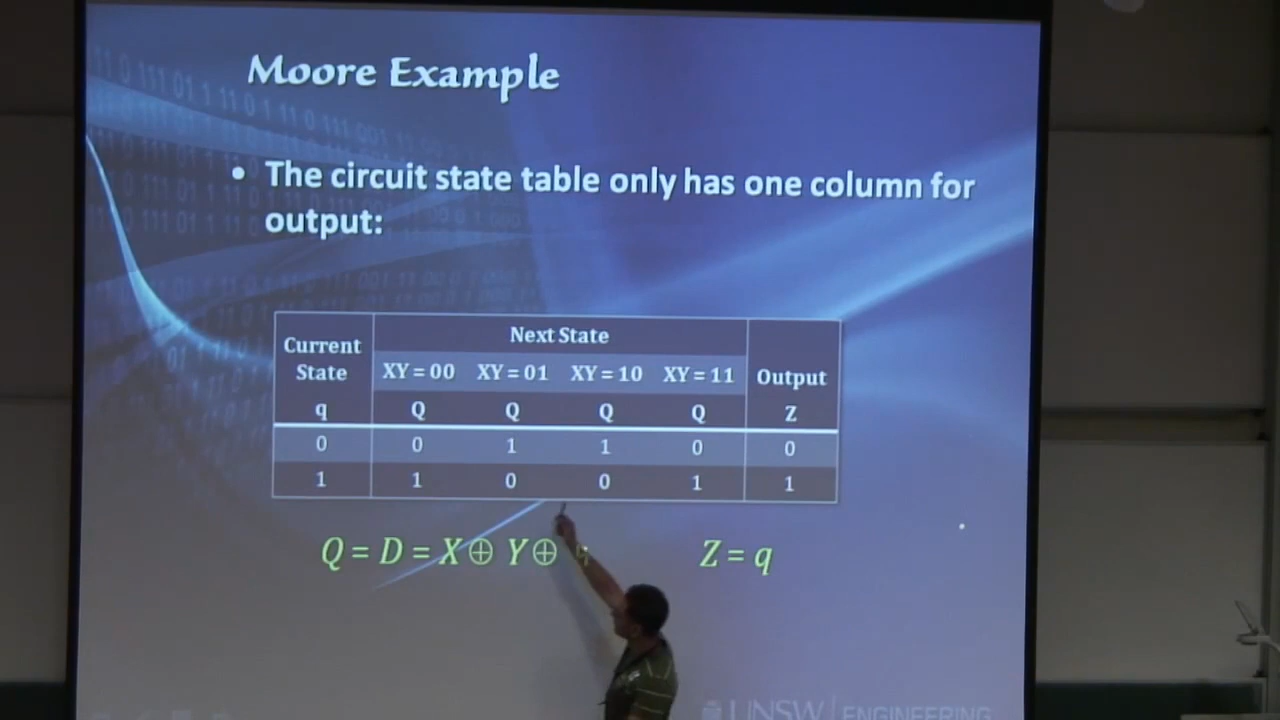 Moore Example
• The circuit state table only has one column for
output:
Current State Next State Output
XY = 00 XY = 01 XY = 10 XY = 11
q Q Q Q Q Z
0 0 1 1 0 0
1 1 0 0 1 1
Q = D = X ⊕ Y ⊕
Z = q
UNSW ENGINEERING